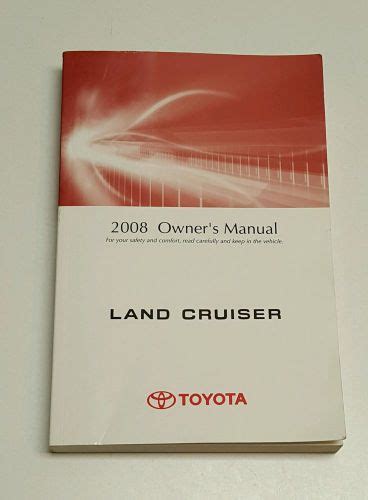 2008 Owner's Manual
For your safety and comfort, read carefully and keep in the vehicle.
LAND CRUISER
TOYOTA